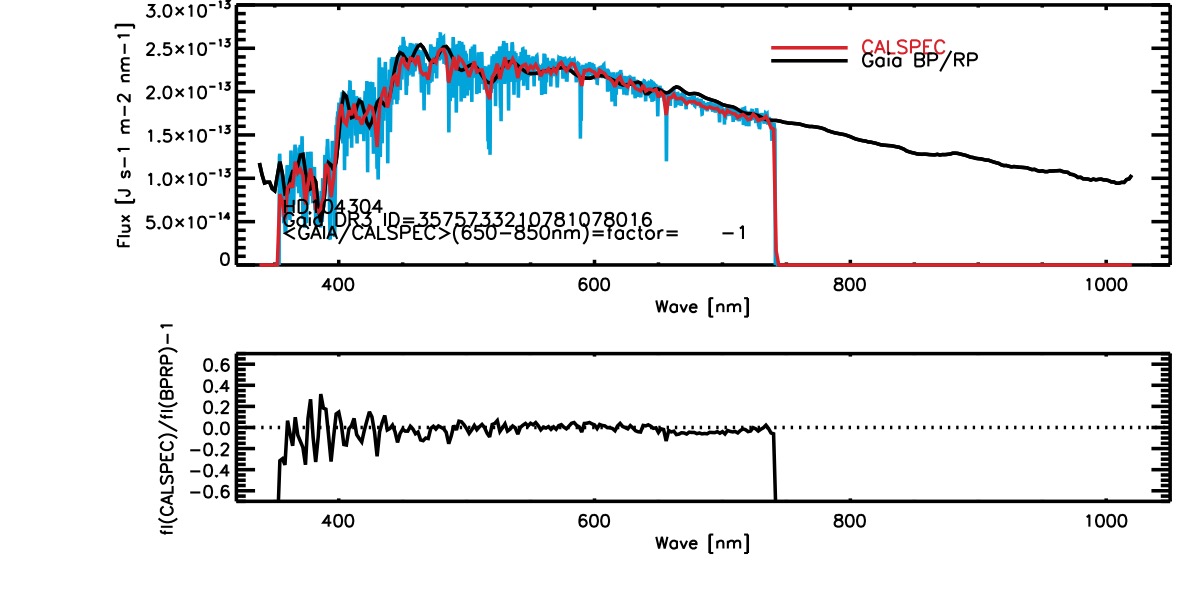 3.0×10−13
2.5×10−13
2.0×10−13
1.5×10−13
1.0×10−13
5.0×10−14
0
Flux [J s−1 m−2 nm−1]
CALSPEC
Gaia BP/RP
HD104304
Gaia DR3 ID=3575733210781078016
<GAIA/CALSPEC>(650−850nm)=factor= −1
400 600 800 1000
Wave [nm]
fl(CALSPEC)/fl(BPRP)−1
0.6
0.4
0.2
0.0
−0.2
−0.4
−0.6
400 600 800 1000
Wave [nm]